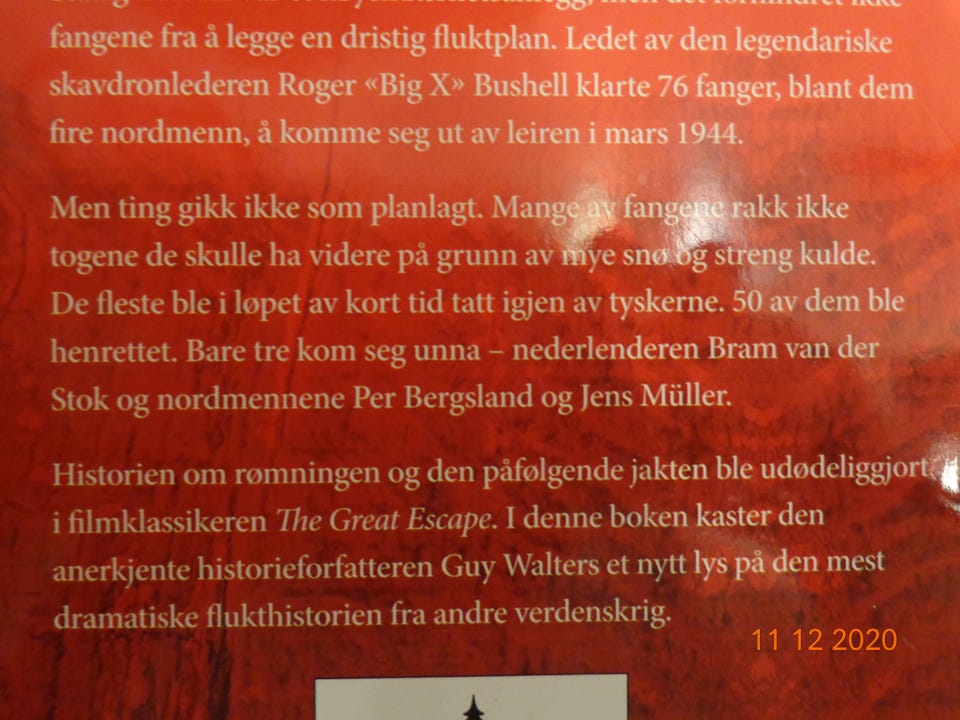 fangene fra å legge en dristig fluktplan. Ledet av den legendariske
skavdronlederen Roger «Big X» Bushell klarte 76 fanger, blant dem
fire nordmenn, å komme seg ut av leiren i mars 1944.
Men ting gikk ikke som planlagt. Mange av fangene rakk ikke
togene de skulle ha videre på grunn av mye snø og streng kulde.
De fleste ble i løpet av kort tid tatt igjen av tyskerne. 50 av dem ble
henrettet. Bare tre kom seg unna – nederlenderen Bram van der
Stok og nordmennene Per Bergsland og Jens Müller.
Historien om rømningen og den påfølgende jakten ble udødeliggjort
i filmklassikeren The Great Escape. I denne boken kaster den
anerkjente historieforfatteren Guy Walters et nytt lys på den mest
dramatiske flukthistorien fra andre verdenskrig.
11 12 2020